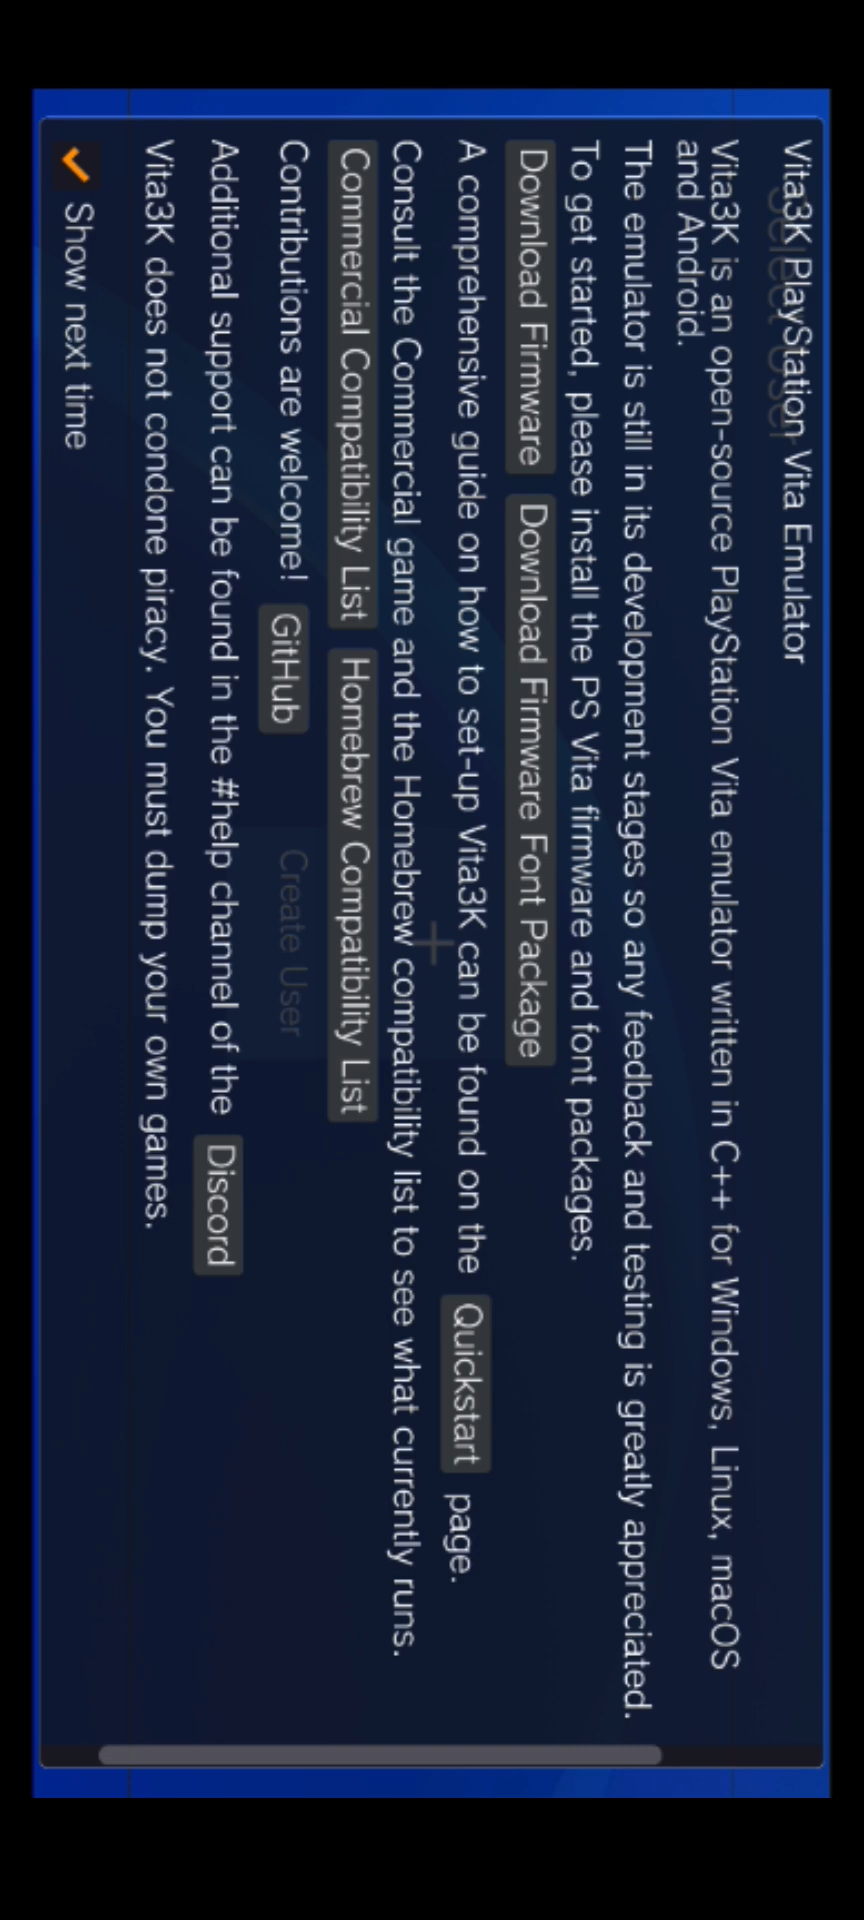 Vita3K PlayStation Vita Emulator
Select User
Vita3K is an open-source PlayStation Vita emulator written in C++ for Windows, Linux, macOS
and Android.
The emulator is still in its development stages so any feedback and testing is greatly appreciated.
To get started, please install the PS Vita firmware and font packages.
Download Firmware Download Firmware Font Package
A comprehensive guide on how to set-up Vita3K can be found on the Quickstart page.
Consult the Commercial game and the Homebrew compatibility list to see what currently runs.
Commercial Compatibility List Homebrew Compatibility List
Contributions are welcome! GitHub
Create User
Additional support can be found in the #help channel of the Discord
Vita3K does not condone piracy. You must dump your own games.
Show next time